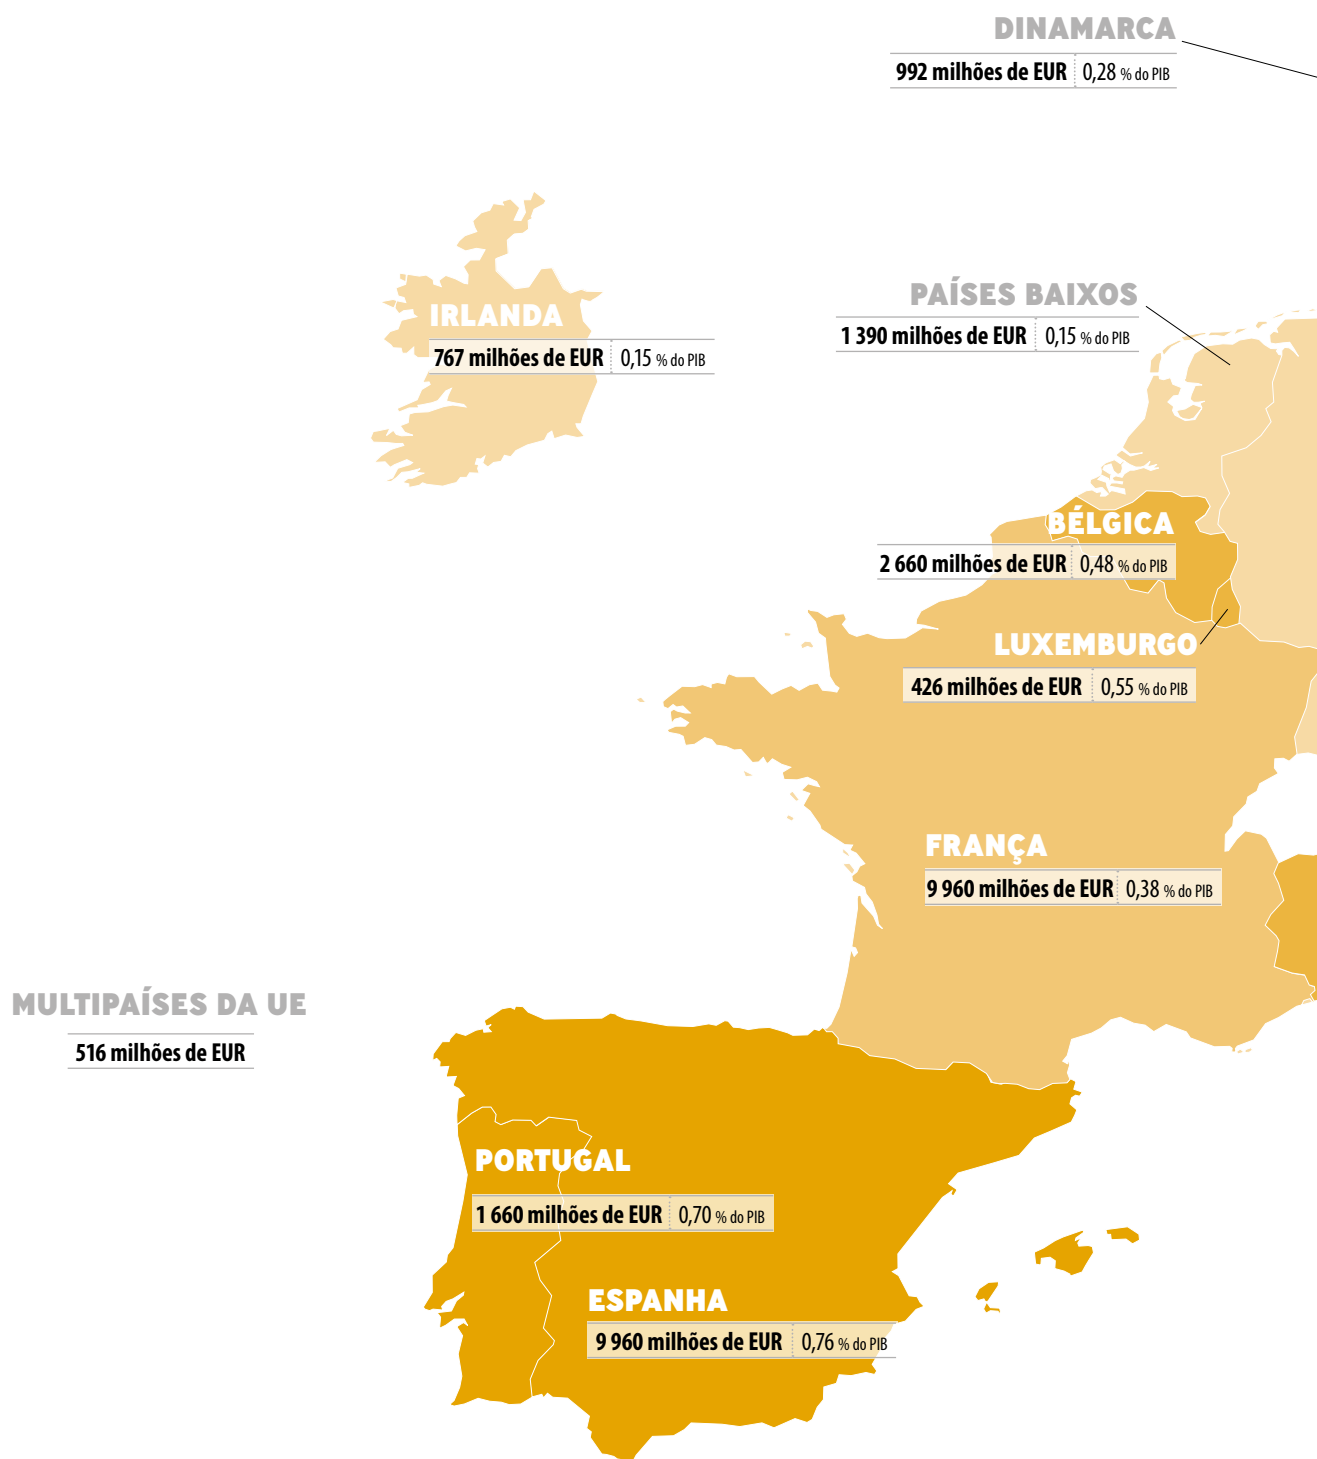 DINAMARCA
992 milhões de EUR 0,28 % do PIB
IRLANDA
767 milhões de EUR 0,15 % do PIB
PAÍSES BAIXOS
1 390 milhões de EUR 0,15 % do PIB
BÉLGICA
2 660 milhões de EUR 0,48 % do PIB
LUXEMBURGO
426 milhões de EUR 0,55 % do PIB
FRANÇA
9 960 milhões de EUR 0,38 % do PIB
MULTIPAÍSES DA UE
516 milhões de EUR
PORTUGAL
1 660 milhões de EUR 0,70 % do PIB
ESPANHA
9 960 milhões de EUR 0,76 % do PIB